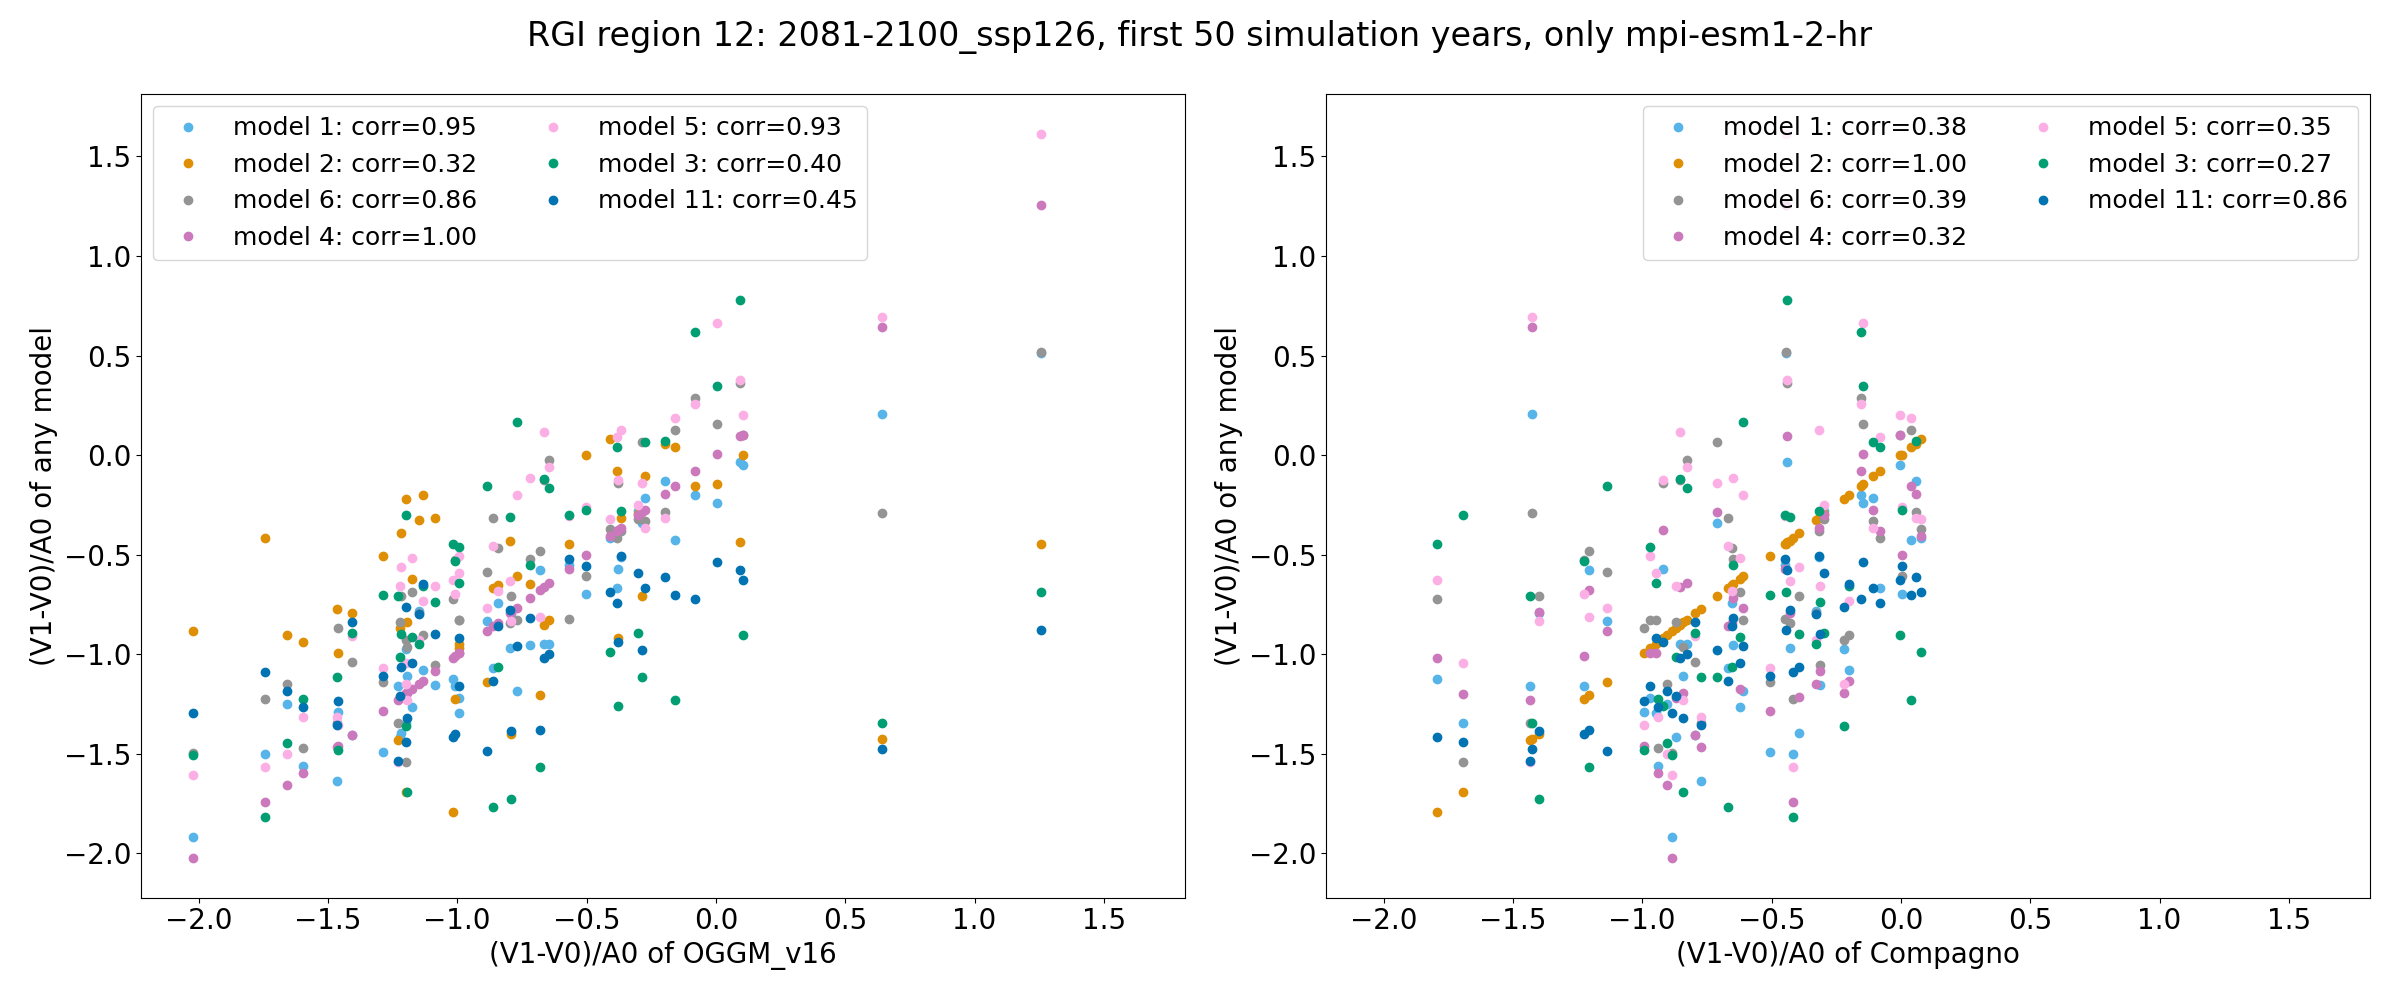 RGI region 12: 2081-2100_ssp126, first 50 simulation years, only mpi-esm1-2-hr
(V1-V0)/A0 of any model
1.5
1.0
0.5
0.0
−0.5
−1.0
−1.5
−2.0
model 1: corr=0.95
model 2: corr=0.32
model 6: corr=0.86
model 4: corr=1.00
model 5: corr=0.93
model 3: corr=0.40
model 11: corr=0.45
−2.0 −1.5 −1.0 −0.5 0.0 0.5 1.0 1.5
(V1-V0)/A0 of OGGM_v16
(V1-V0)/A0 of any model
1.5
1.0
0.5
0.0
−0.5
−1.0
−1.5
−2.0
model 1: corr=0.38
model 2: corr=1.00
model 6: corr=0.39
model 4: corr=0.32
model 5: corr=0.35
model 3: corr=0.27
model 11: corr=0.86
−2.0 −1.5 −1.0 −0.5 0.0 0.5 1.0 1.5
(V1-V0)/A0 of Compagno